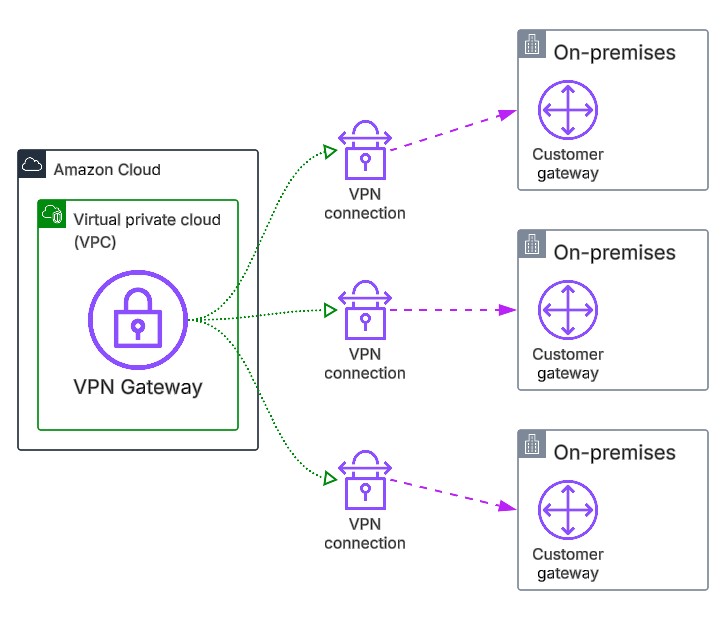 On-premises
Customer
gateway
VPN
connection
Amazon Cloud
Virtual private cloud
(VPC)
VPN Gateway
On-premises
VPN
connection
Customer
gateway
On-premises
VPN
connection
Customer
gateway